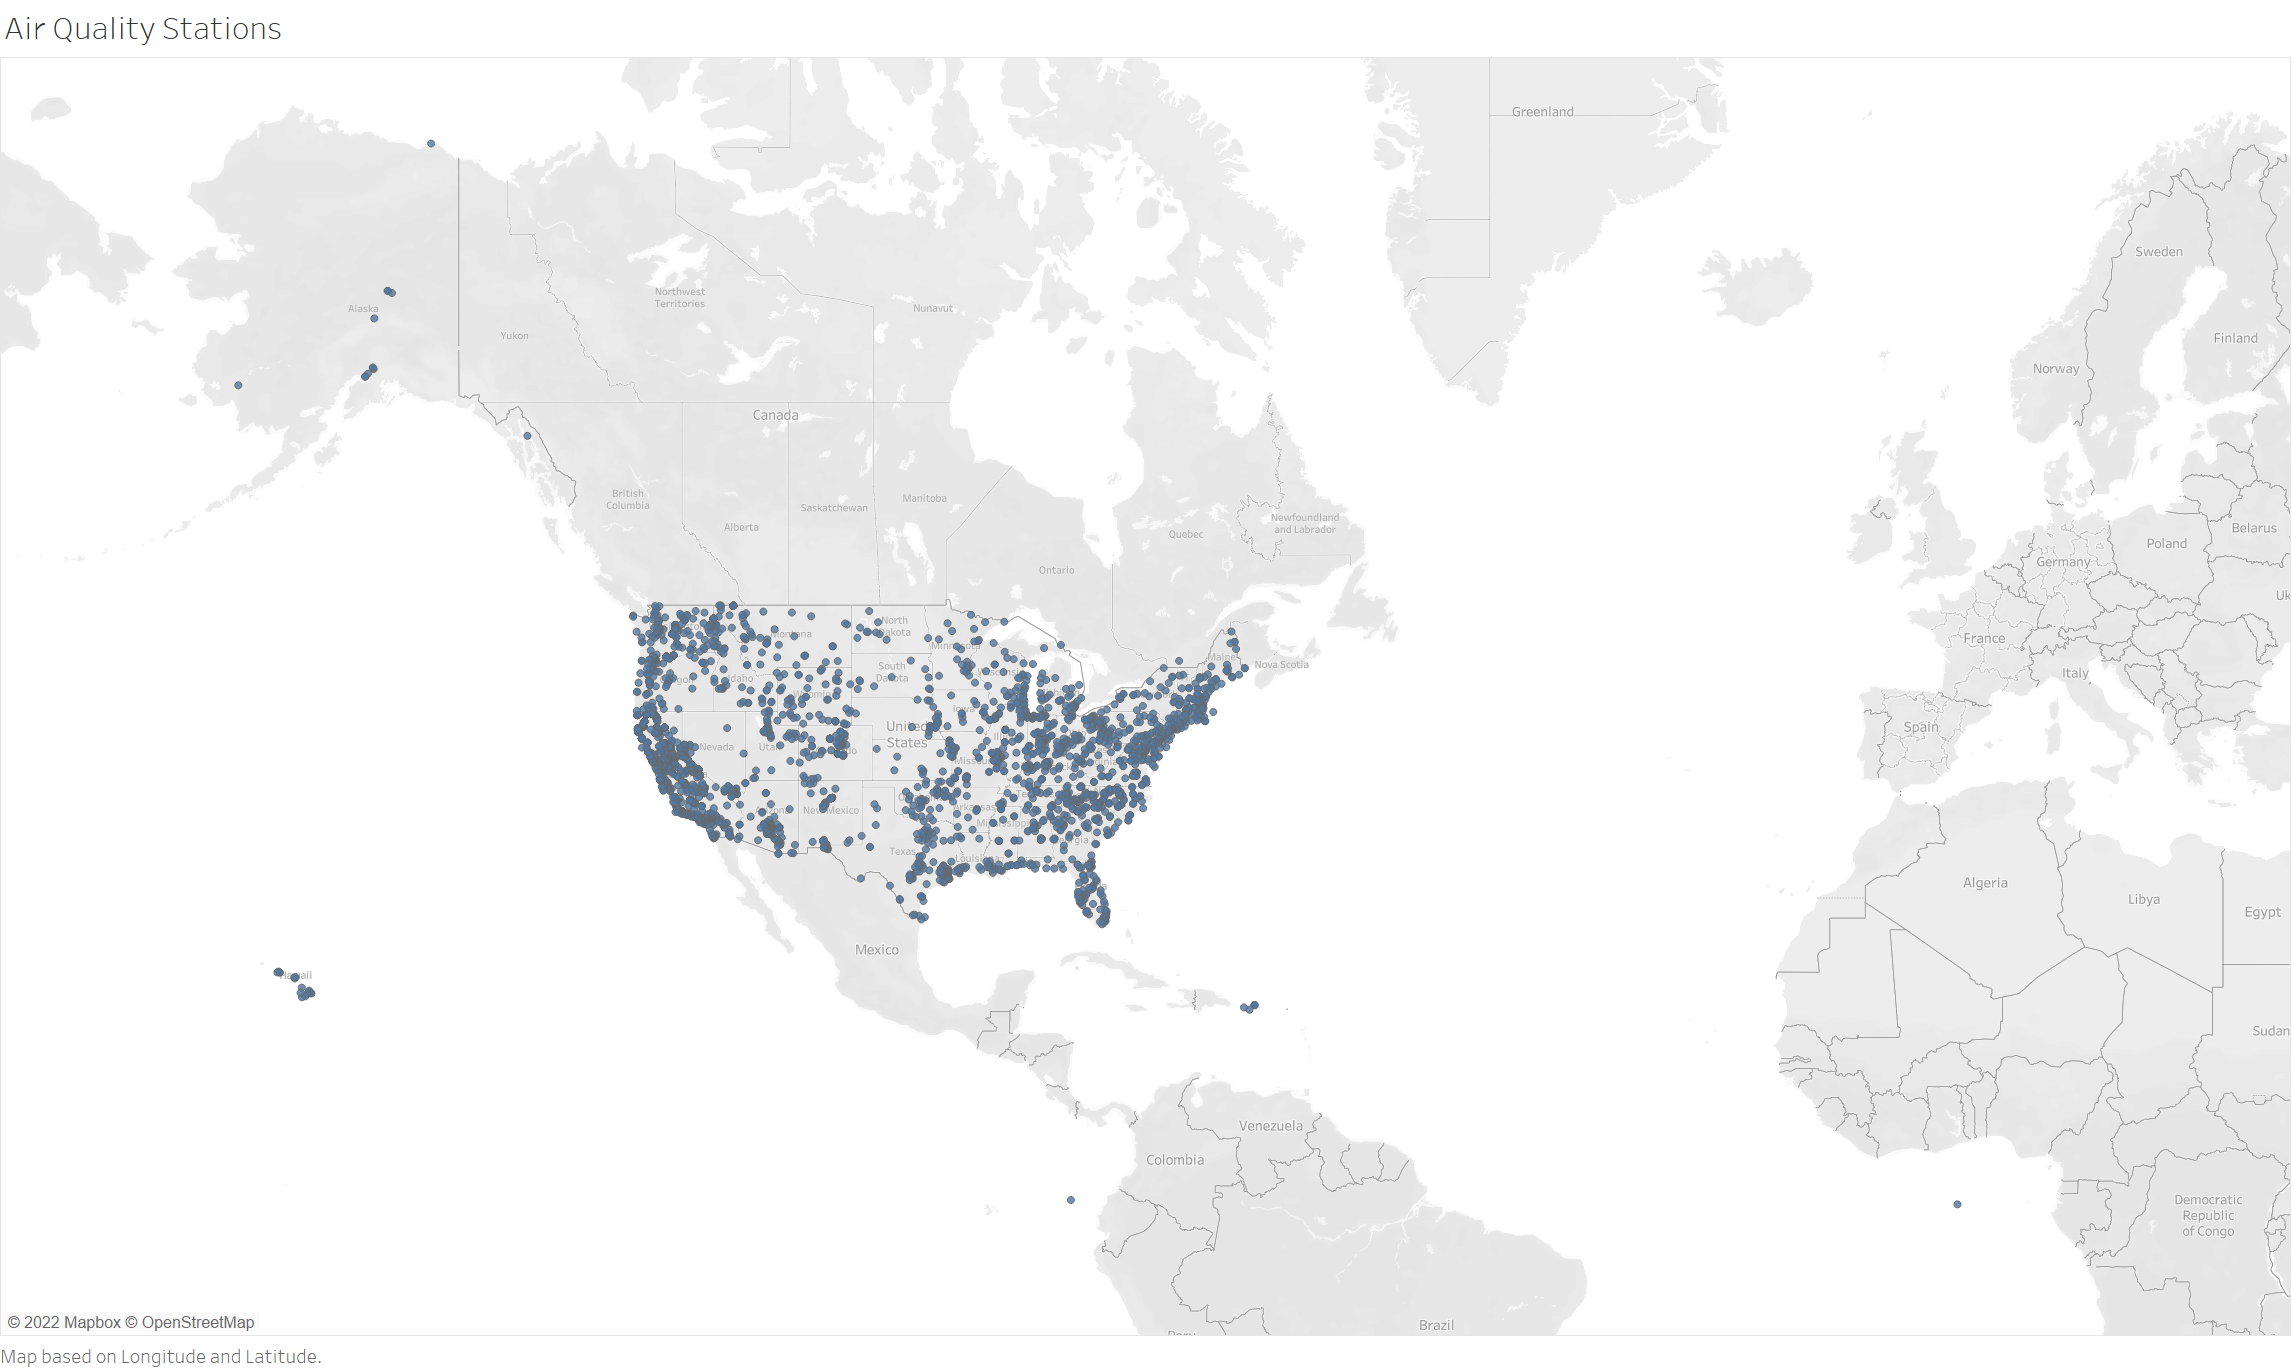 Air Quality Stations
Greenland
Sweden
Northwest
Territories
Alaska
Nunavut
Yukon
Finland
Norway
Canada
British
Columbia
Manitoba
Saskatchewan
Alberta
Newfoundland
and Labrador
Quebec
Belarus
Poland
Germany
Ontario
Uk
North
Dakota
Montana
France
Maine
Nova Scotia
South
Dakota
Italy
Idaho
Iowa
United
States
Spain
Nevada
Utah
New Mexico
Texas
Algeria
Libya
Egypt
Mexico
Hawaii
Sudan
Venezuela
Colombia
Democratic
Republic
of Congo
Brazil
© 2022 Mapbox © OpenStreetMap
Map based on Longitude and Latitude.